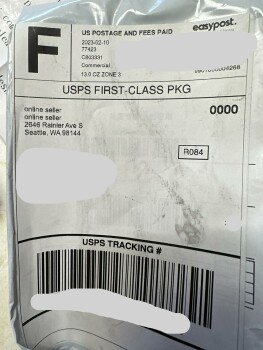 F
US POSTAGE AND FEES PAID
2023-02-10
77423
C803331
Commercial
13.0 OZ ZONE 3
easypost.
USPS FIRST-CLASS PKG
online seller
online seller
2646 Rainier Ave S
Seattle, WA 98144
0000
R084
USPS TRACKING #